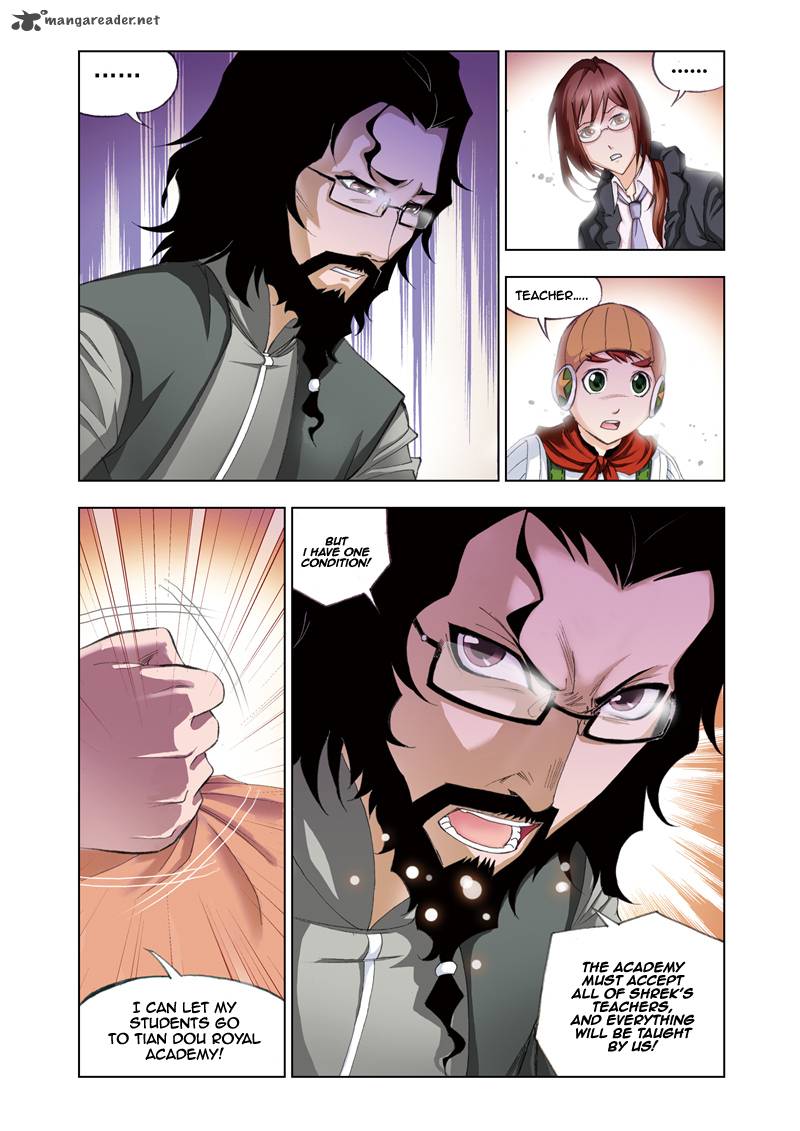 mangareader.net
......
......
TEACHER.....
I CAN LET MY
STUDENTS GO
TO TIAN DOU ROYAL
ACADEMY!
BUT
I HAVE ONE
CONDITION!
THE ACADEMY
MUST ACCEPT
ALL OF SHREK'S
TEACHERS,
AND EVERYTHING
WILL BE TAUGHT
BY US!